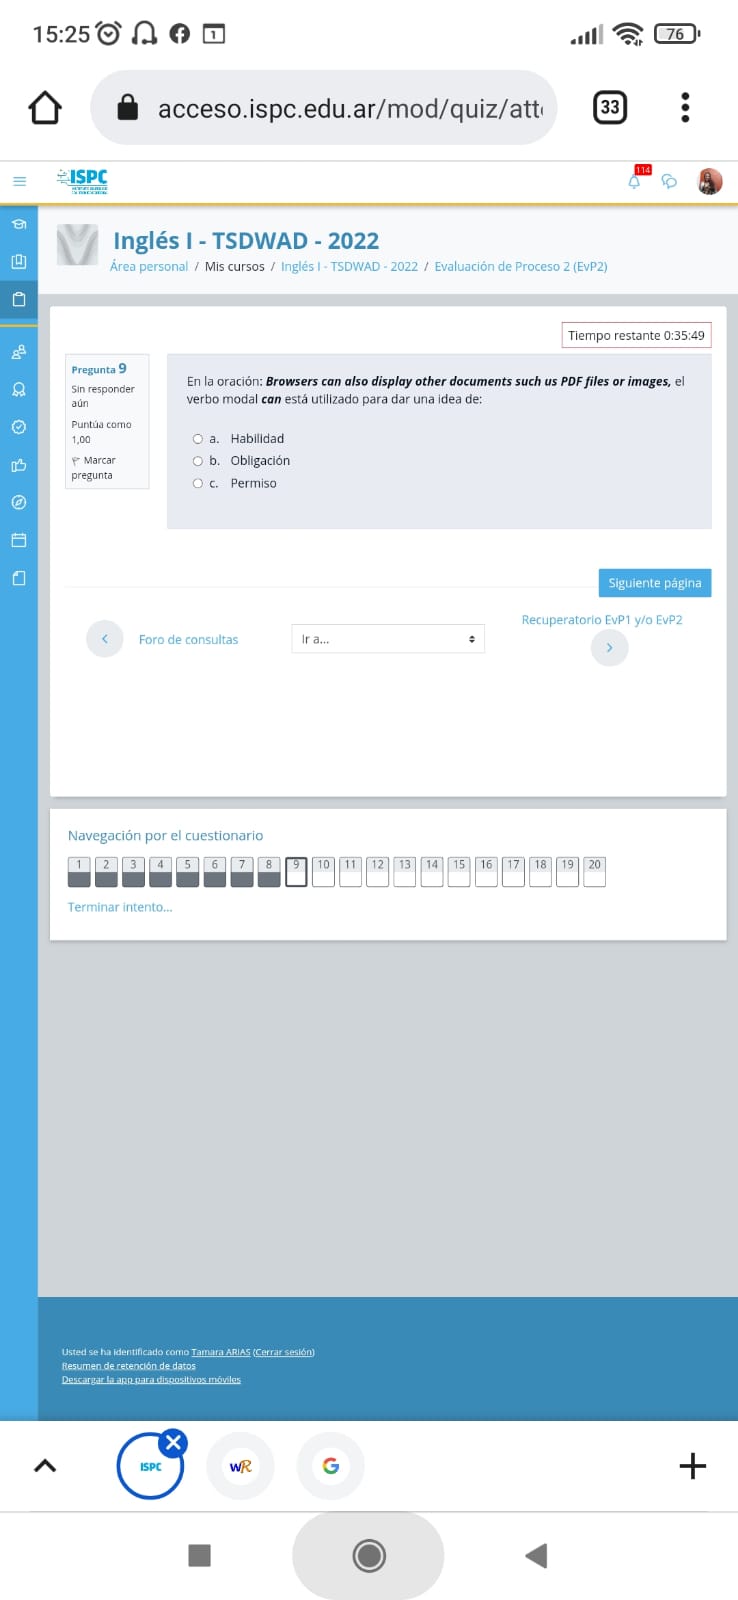 15:25
1
76
acceso.ispc.edu.ar/mod/quiz/att
33
ISPC
114
Inglés I - TSDWAD - 2022
Área personal / Mis cursos / Inglés I - TSDWAD - 2022 / Evaluación de Proceso 2 (EvP2)
Tiempo restante 0:35:49
Pregunta 9
Sin responder
aún
Puntúa como
1,00
Marcar
pregunta
En la oración: Browsers can also display other documents such us PDF files or images, el
verbo modal can está utilizado para dar una idea de:
a. Habilidad
b. Obligación
c. Permiso
Siguiente página
Foro de consultas
Ir a...
Recuperatorio EvP1 y/o EvP2
Navegación por el cuestionario
1 2 3 4 5 6 7 8 9 10 11 12 13 14 15 16 17 18 19 20
Terminar intento...
Usted se ha identificado como Tamara ARIAS (Cerrar sesión)
Resumen de retención de datos
Descargar la app para dispositivos móviles
ISPC
WR
G